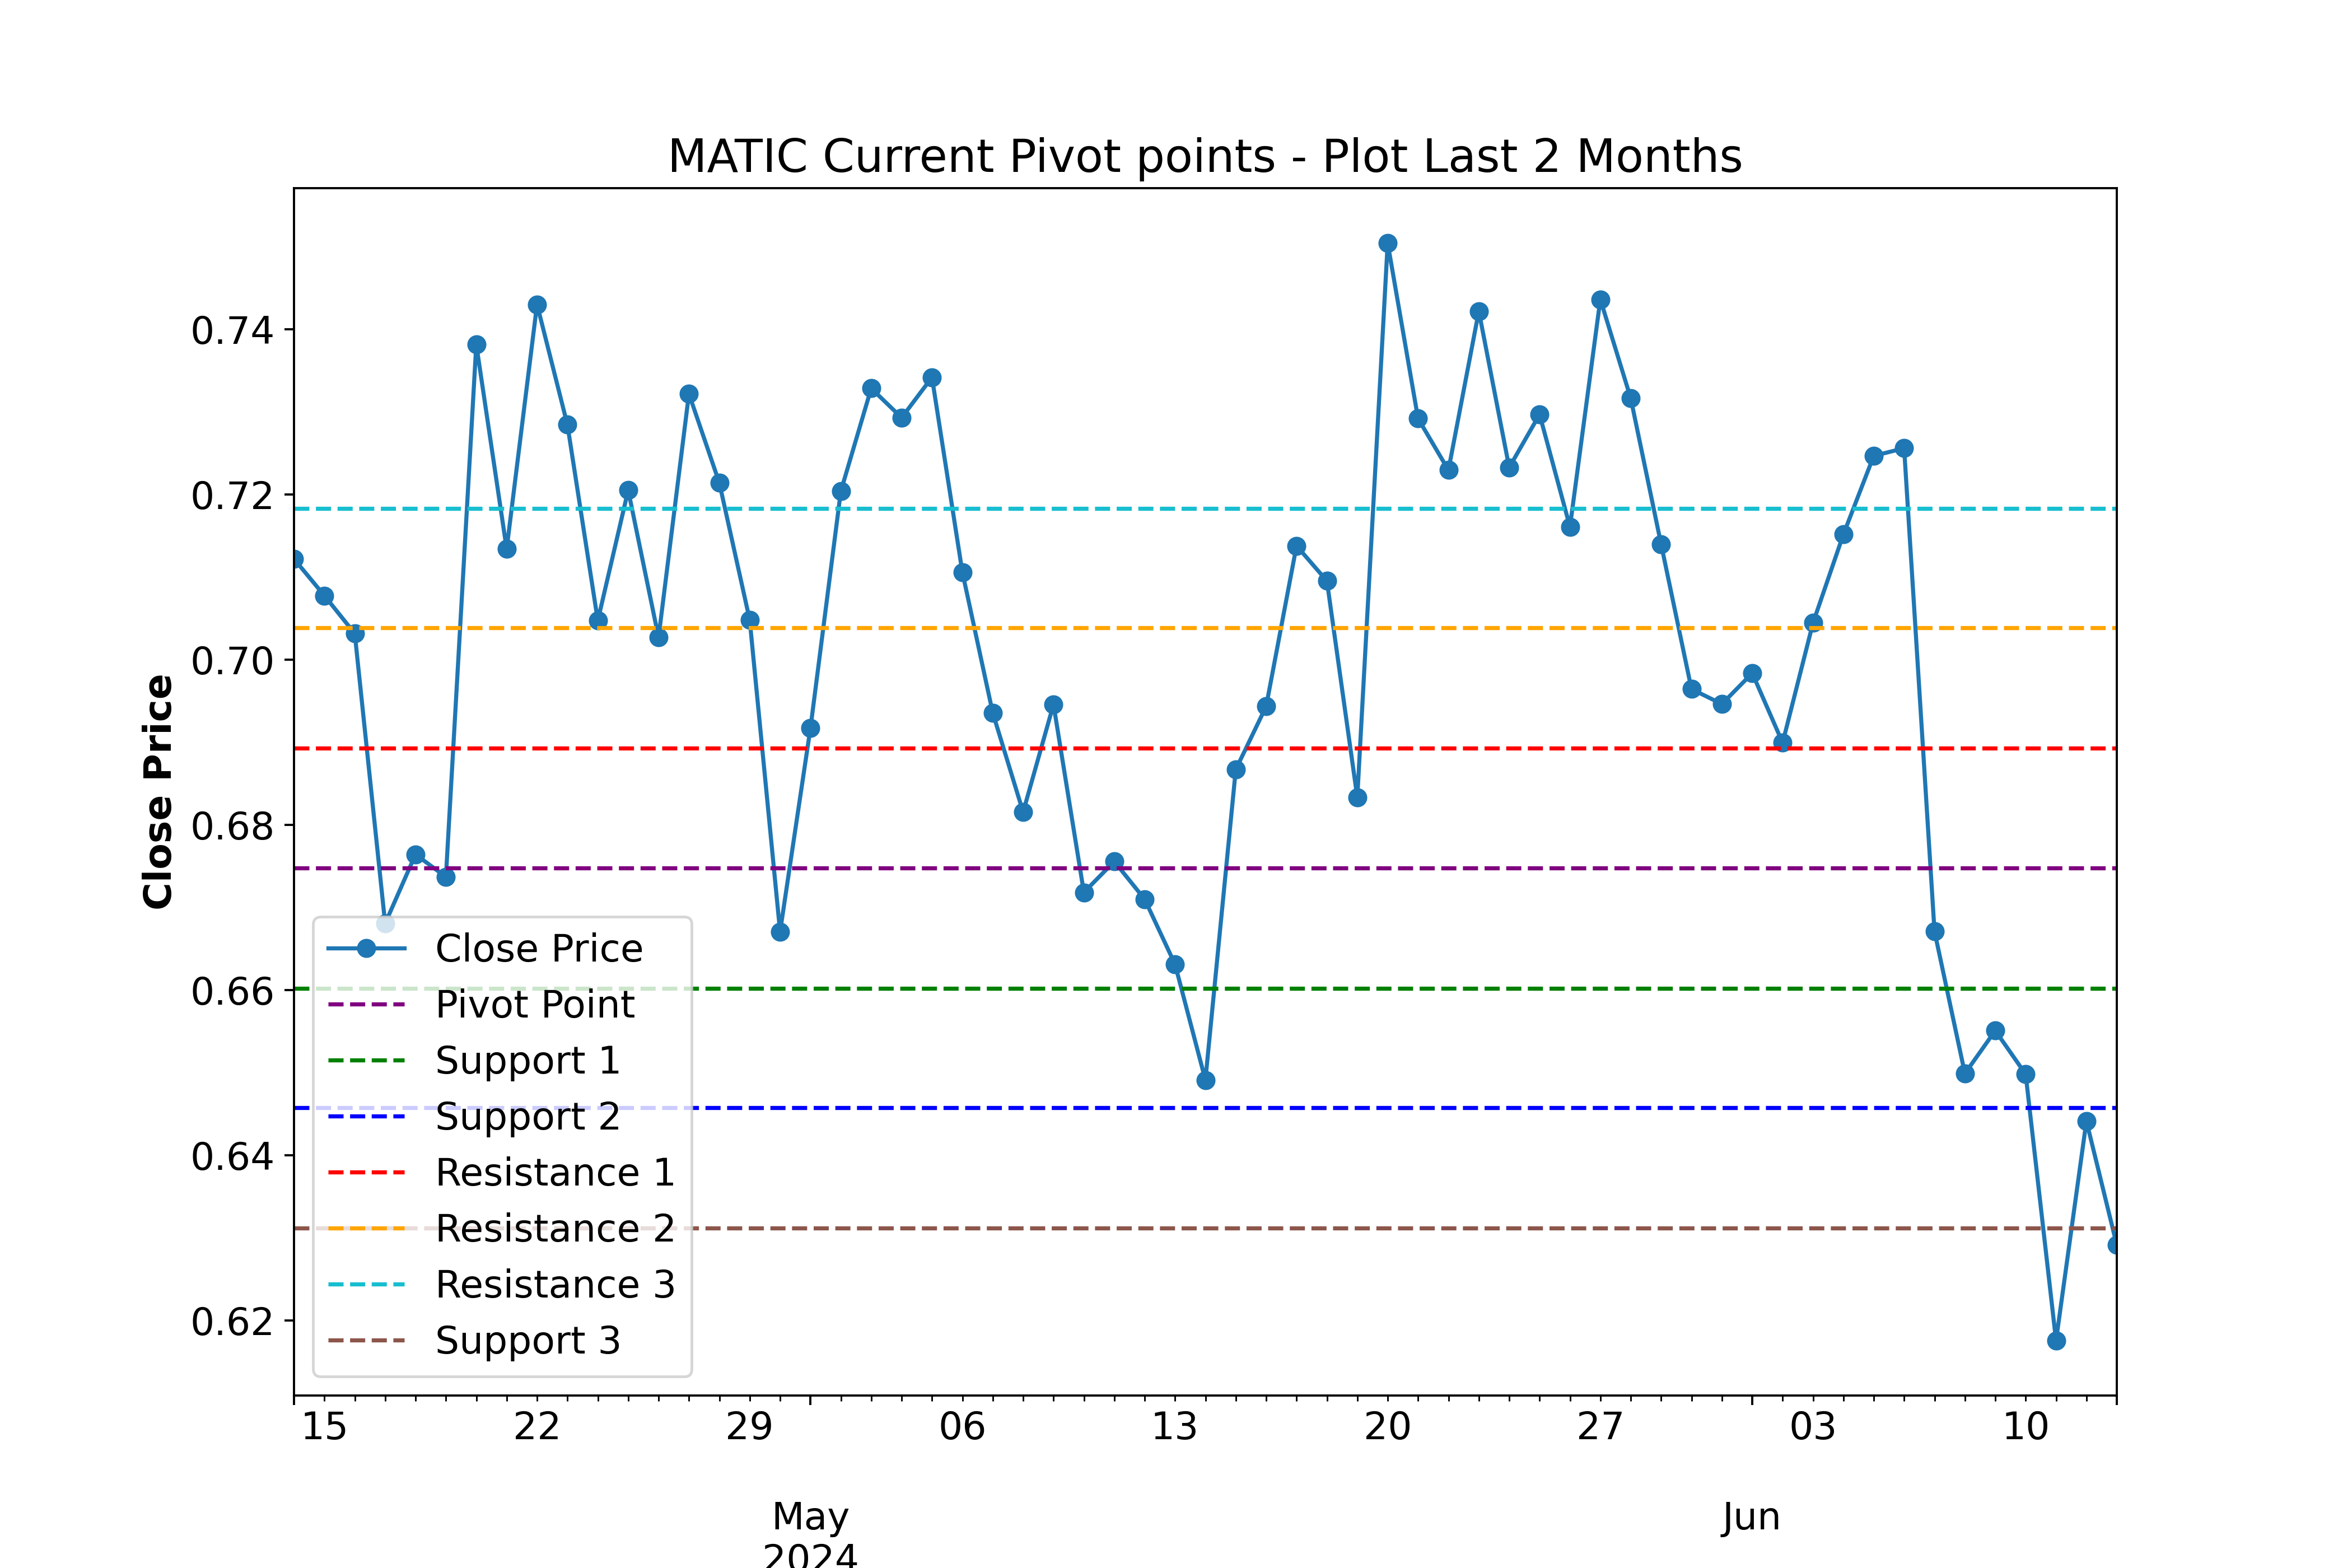 MATIC Current Pivot points - Plot Last 2 Months
Close Price
0.74
0.72
0.70
0.68
0.66
0.64
0.62
Close Price
Pivot Point
Support 1
Support 2
Resistance 1
Resistance 2
Resistance 3
Support 3
15 22 29 06 13 20 27 03 10
May Jun
2024